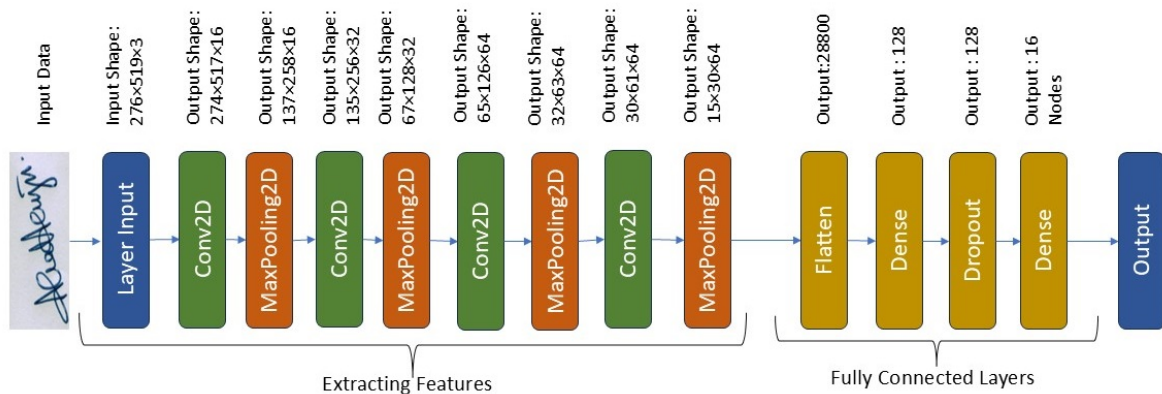 Input Data
Input Shape:
276×519×3
Output Shape:
274×517×16
Output Shape:
137×258×16
Output Shape:
135×256×32
Output Shape:
67×128×32
Output Shape:
65×126×64
Output Shape:
32×63×64
Output Shape:
30×61×64
Output Shape:
15×30×64
Output:28800
Output : 128
Output : 128
Output : 16
Nodes
Layer Input
Conv2D
MaxPooling2D
Conv2D
MaxPooling2D
Conv2D
MaxPooling2D
Conv2D
MaxPooling2D
Flatten
Dense
Dropout
Dense
Output
Extracting Features
Fully Connected Layers